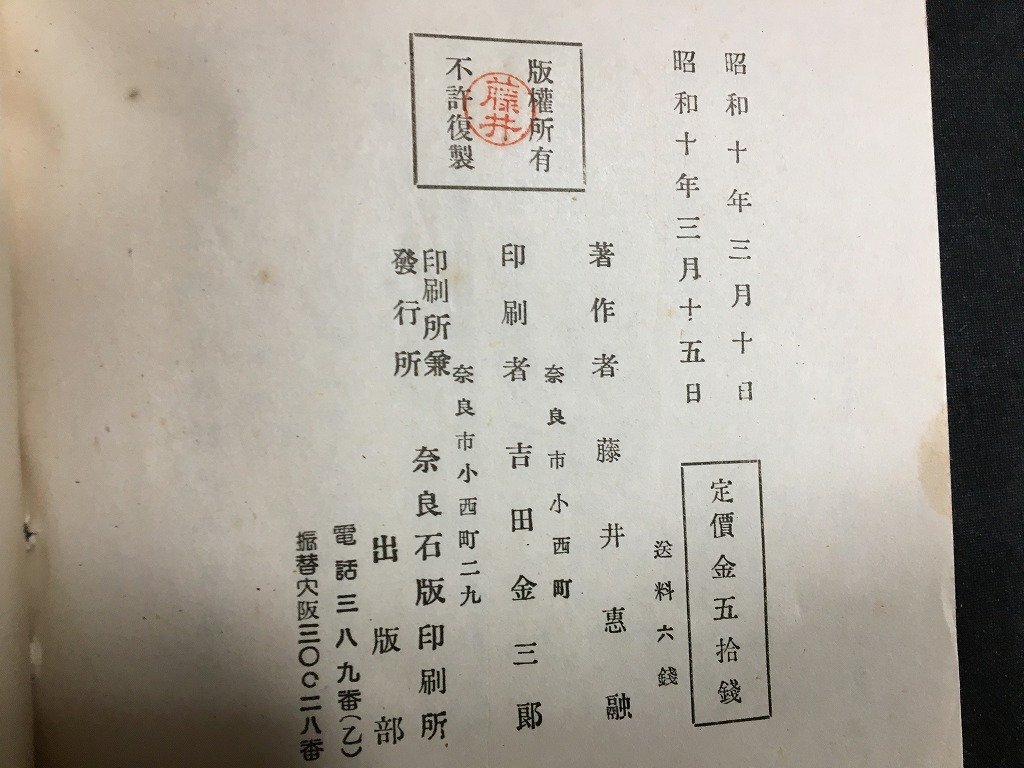 昭和十年三月十日
昭和十年三月十五日
定價金五拾錢
送料六錢
版權所有
不許復製
藤井
著作者 藤井惠融
奈良市小西町
印刷者 吉田金三郎
奈良市小西町二九
印刷所兼
發行所
奈良石版印刷所
出版部
電話三八九番(乙)
振替大阪三〇〇二八番